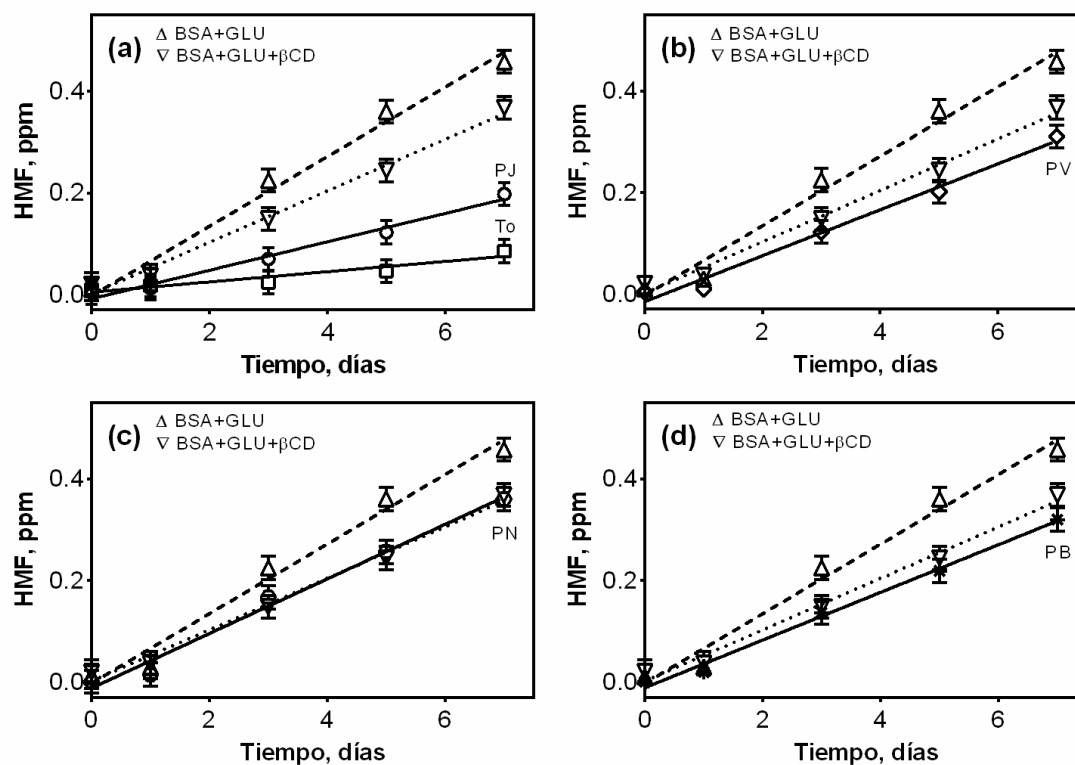 (a)
Δ BSA+GLU
∇ BSA+GLU+βCD
HMF, ppm
0.4
0.2
0.0
PJ
To
0 2 4 6
Tiempo, días
(b)
Δ BSA+GLU
∇ BSA+GLU+βCD
HMF, ppm
0.4
0.2
0.0
PV
0 2 4 6
Tiempo, días
(c)
Δ BSA+GLU
∇ BSA+GLU+βCD
HMF, ppm
0.4
0.2
0.0
PN
0 2 4 6
Tiempo, días
(d)
Δ BSA+GLU
∇ BSA+GLU+βCD
HMF, ppm
0.4
0.2
0.0
PB
0 2 4 6
Tiempo, días